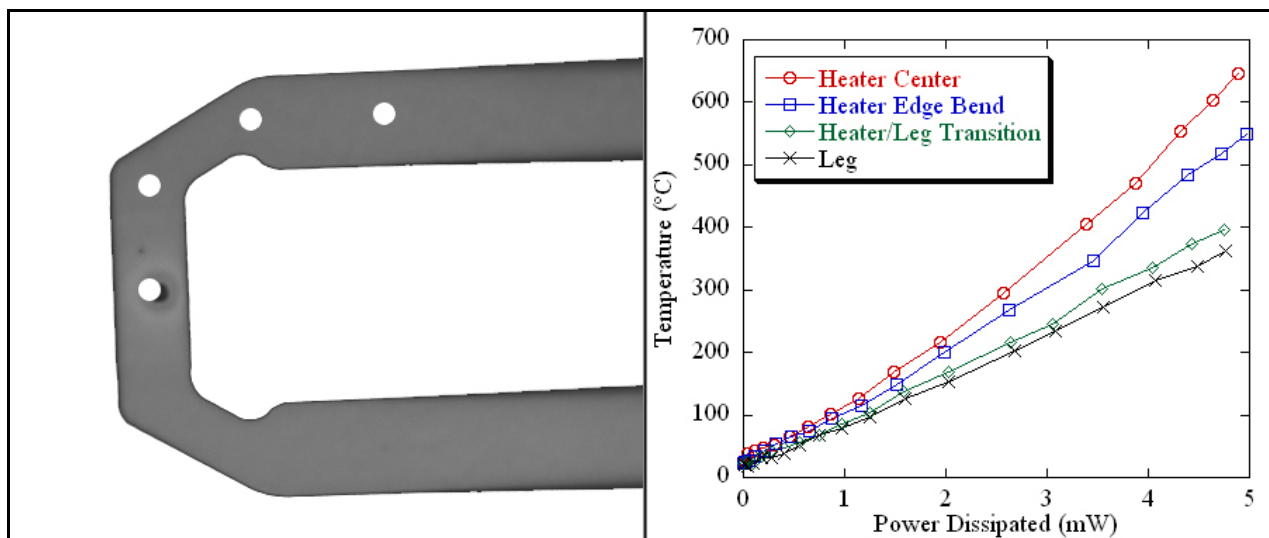 700
600
500
400
300
200
100
0
Temperature (°C)
Heater Center
Heater Edge Bend
Heater/Leg Transition
Leg
0 1 2 3 4 5
Power Dissipated (mW)